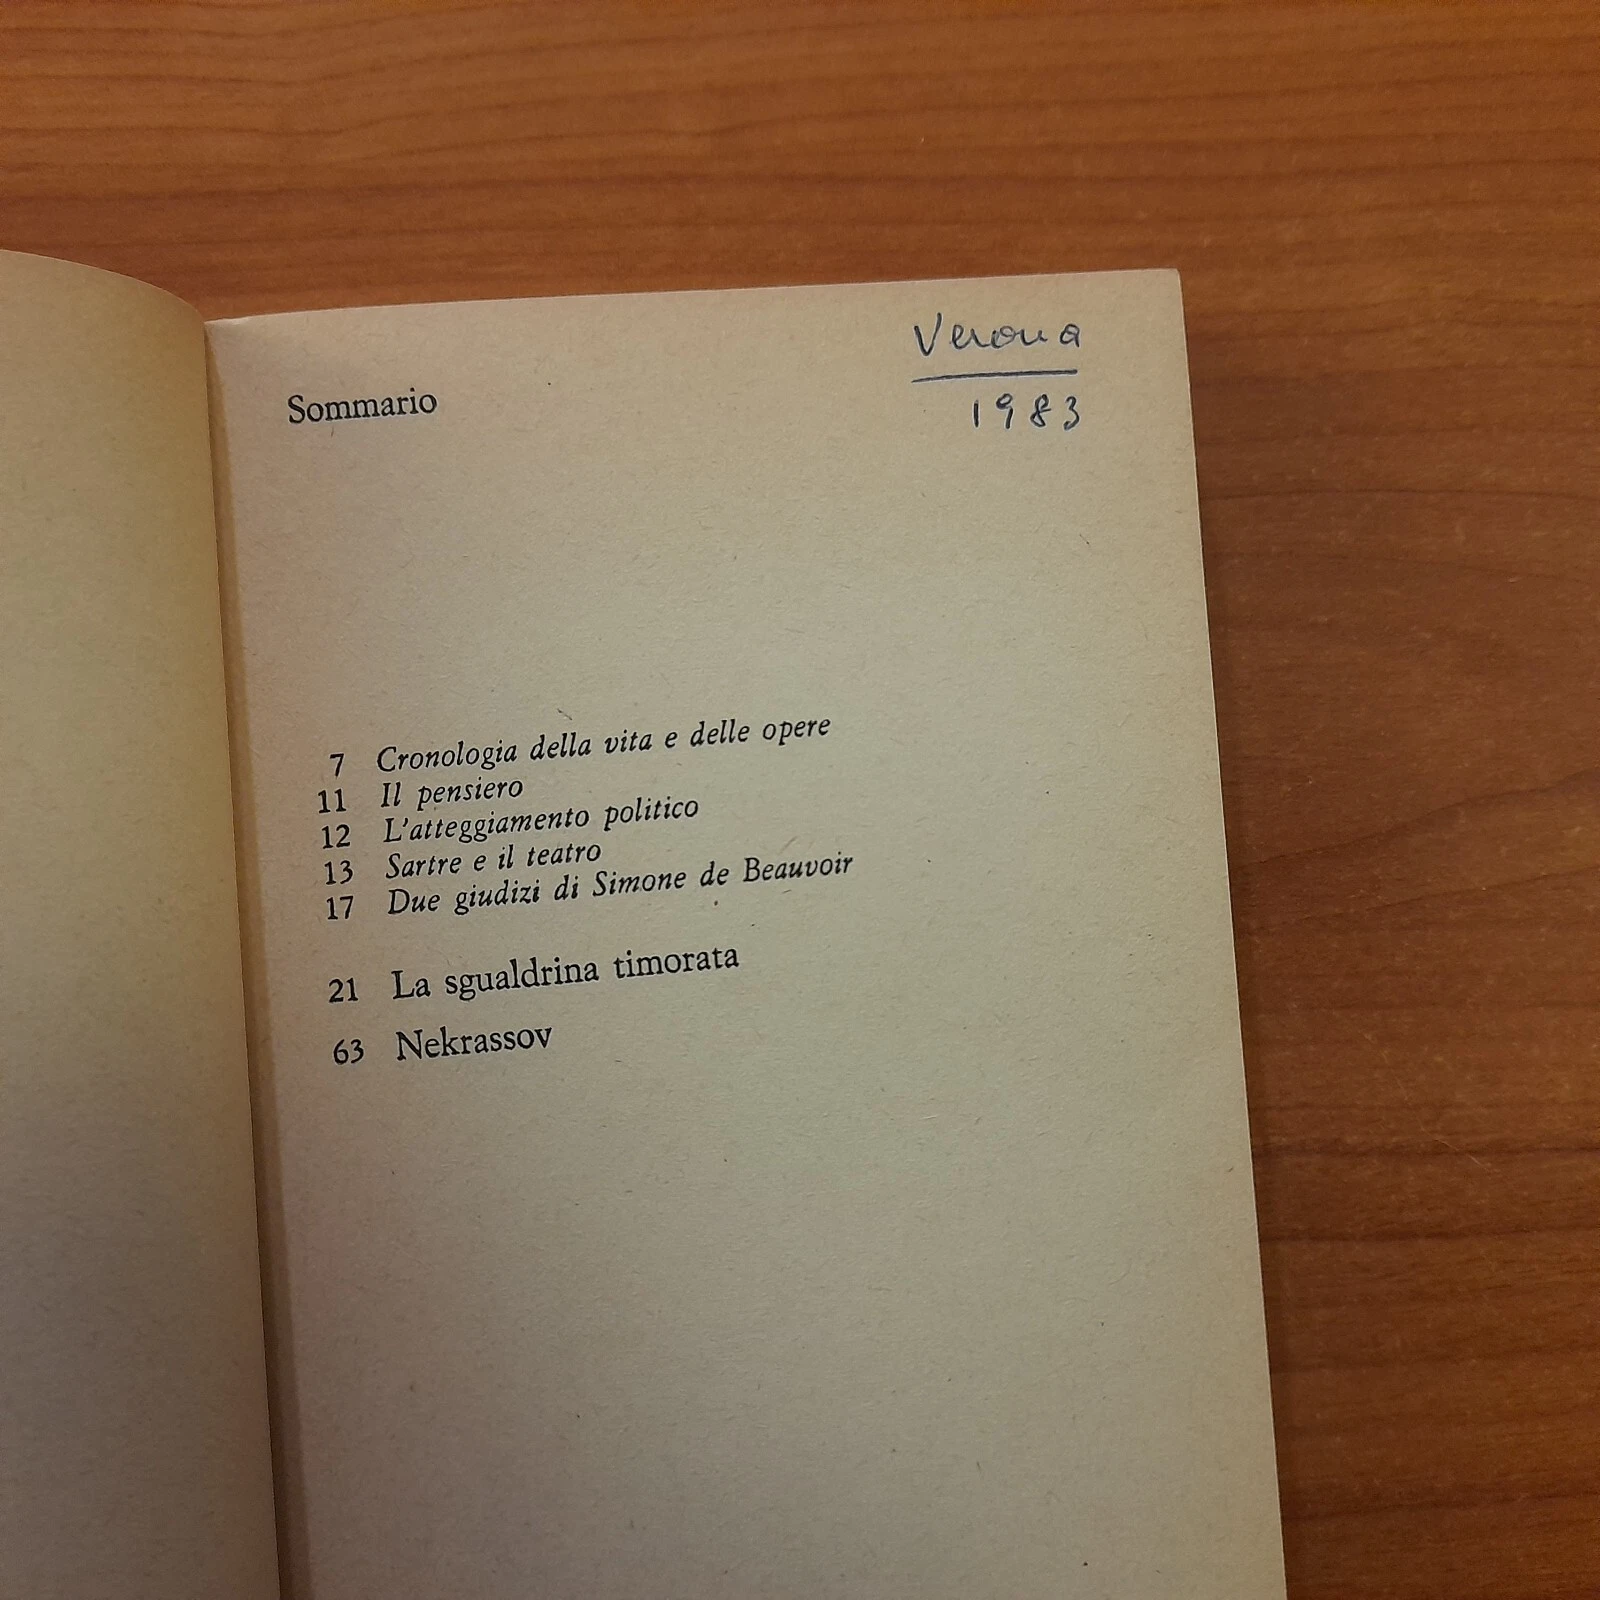 Verona
1983
Sommario
7 Cronologia della vita e delle opere
11 Il pensiero
12 L'atteggiamento politico
13 Sartre e il teatro
17 Due giudizi di Simone de Beauvoir
21 La sgualdrina timorata
63 Nekrassov